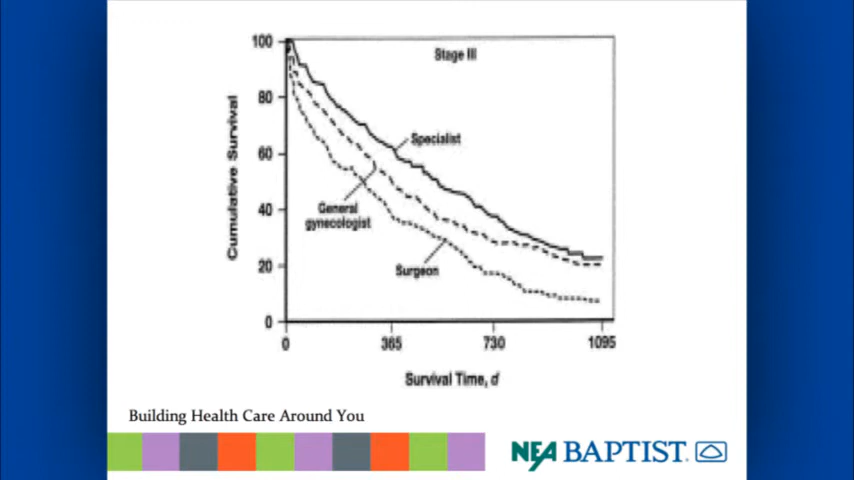 Stage III
100
80
60
40
20
0
Cumulative Survival
Specialist
General
gynecologist
Surgeon
0 365 730 1095
Survival Time, d
Building Health Care Around You
NEA BAPTIST